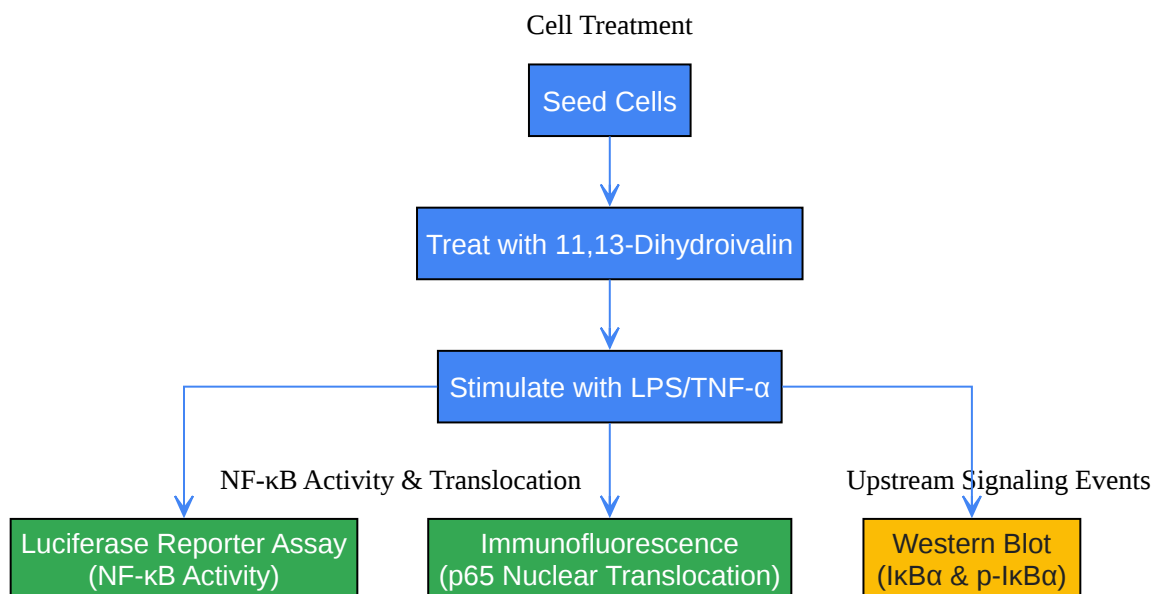 Cell Treatment
Seed Cells
Treat with 11,13-Dihydroivalin
Stimulate with LPS/TNF-α
NF-κB Activity & Translocation
Upstream Signaling Events
Luciferase Reporter Assay
(NF-κB Activity)
Immunofluorescence
(p65 Nuclear Translocation)
Western Blot
(IκBα & p-IκBα)